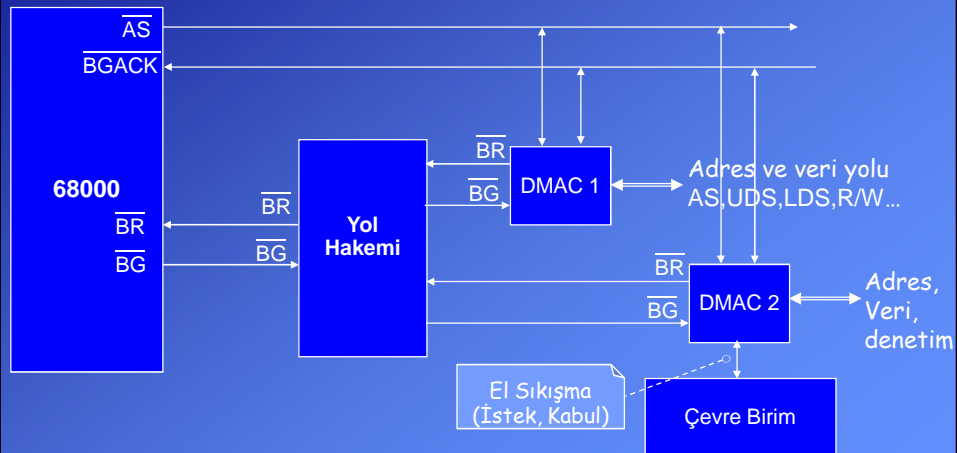 AS
BGACK
68000
BR
BG
BR
BG
Yol
Hakemi
BR
BG
DMAC 1
Adres ve veri yolu
AS,UDS,LDS,R/W...
BR
BG
DMAC 2
Adres,
Veri,
denetim
El Sıkışma
(İstek, Kabul)
Çevre Birim